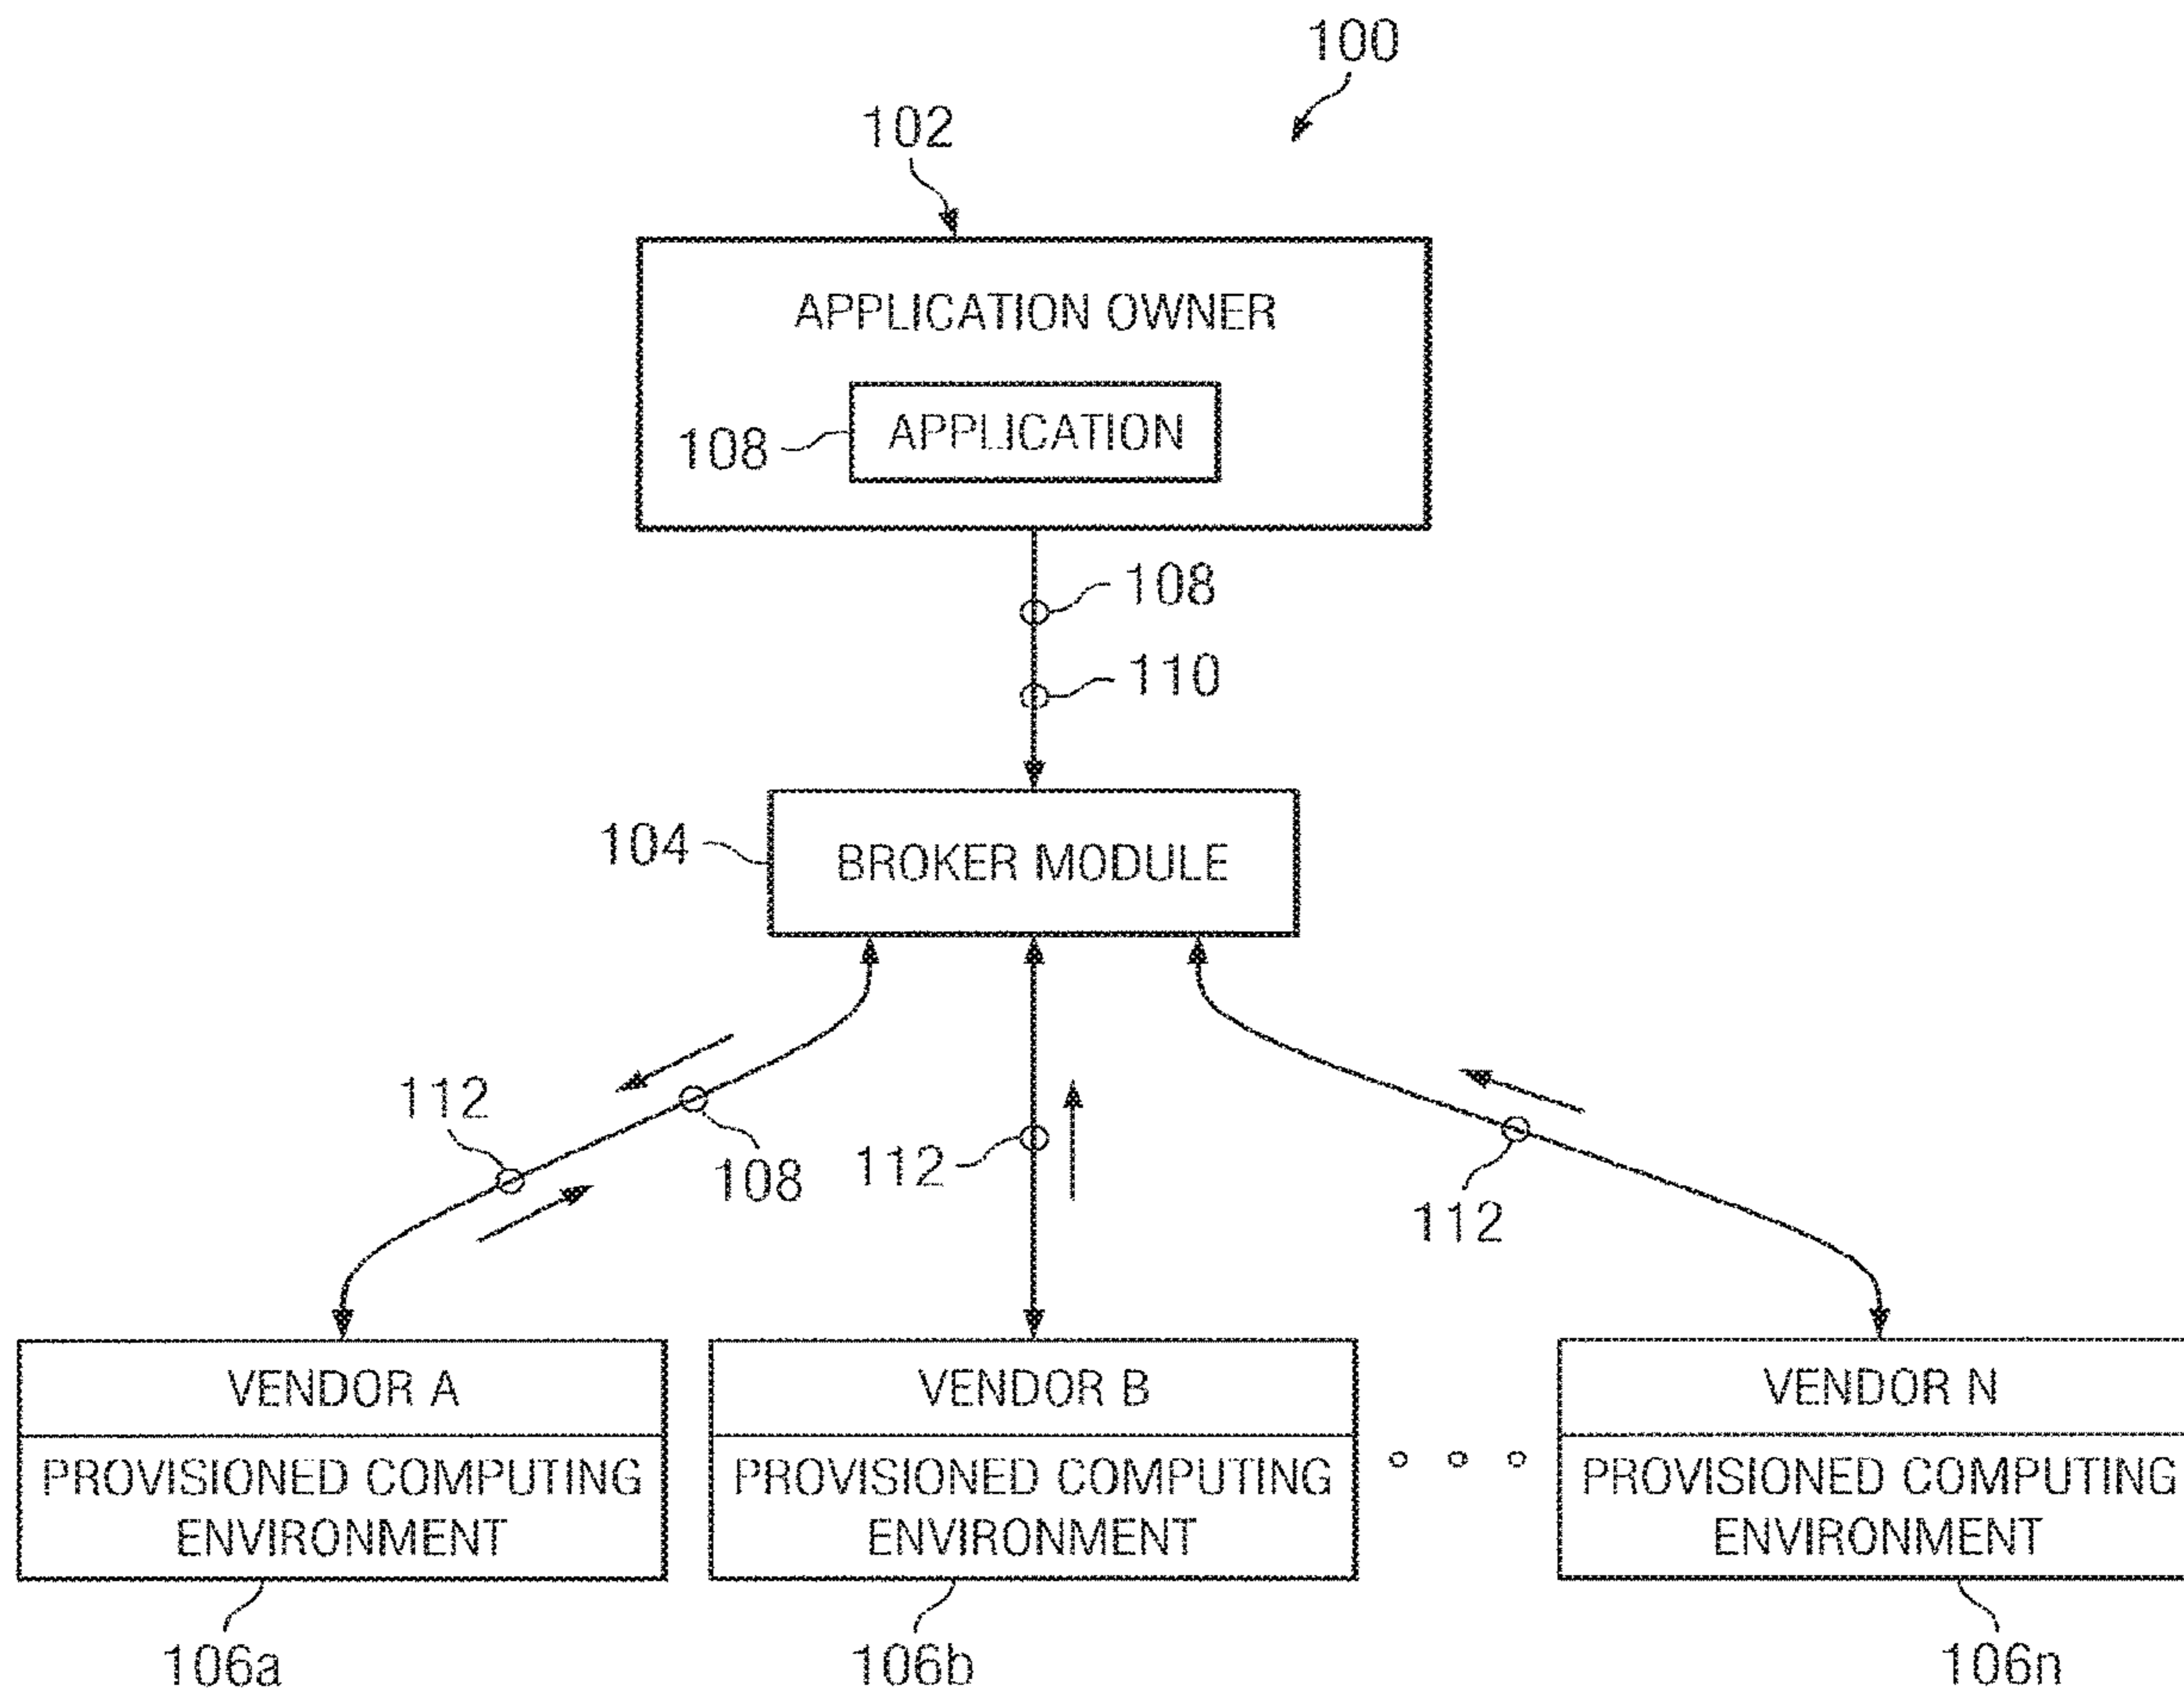 100
102
APPLICATION OWNER
108
APPLICATION
108
110
104
BROKER MODULE
112
108
112
112
VENDOR A
PROVISIONED COMPUTING
ENVIRONMENT
VENDOR B
PROVISIONED COMPUTING
ENVIRONMENT
VENDOR N
PROVISIONED COMPUTING
ENVIRONMENT
106a
106b
106n